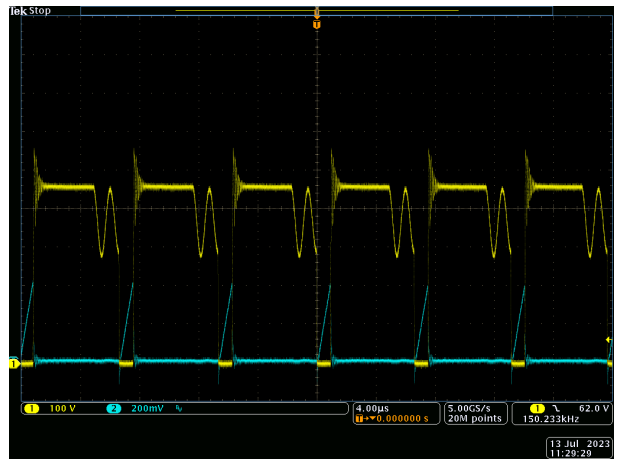 Tek Stop
T
T
1
1 100 V 2 200mV
4.00µs
T→▼0.000000 s
5.00GS/s
20M points
1 62.0 V
150.233kHz
13 Jul 2023
11:29:29